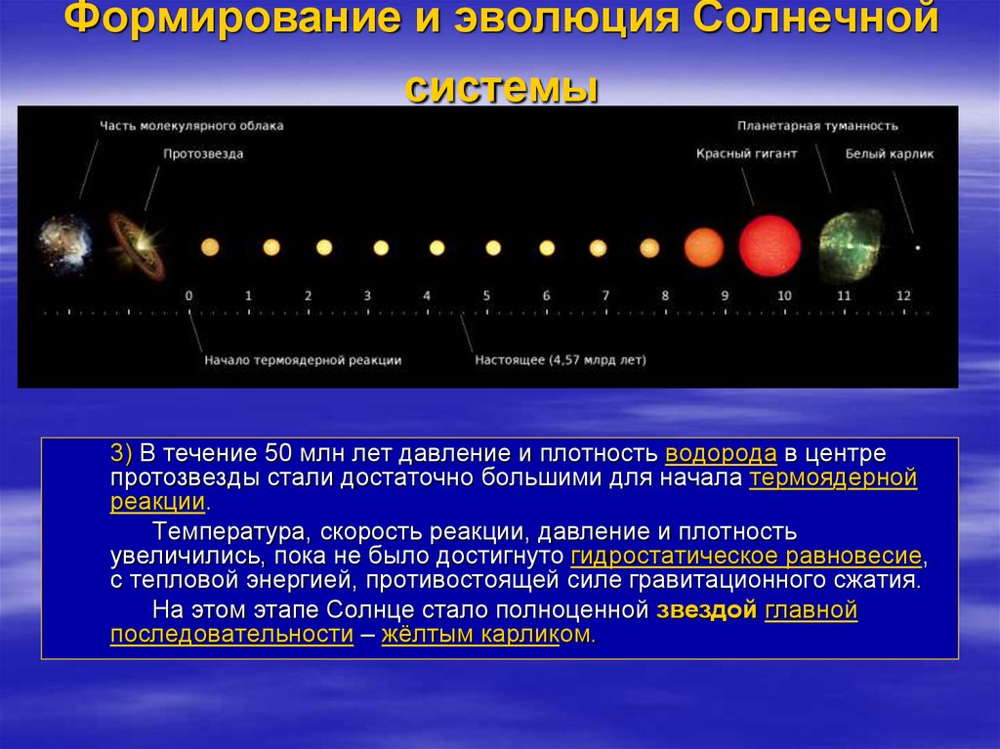 Формирование и эволюция Солнечной
системы
Часть молекулярного облака
Планетарная туманность
Протозвезда
Красный гигант
Белый карлик
0 1 2 3 4 5 6 7 8 9 10 11 12
Начало термоядерной реакции
Настоящее (4,57 млрд лет)
3) В течение 50 млн лет давление и плотность водорода в центре
протозвезды стали достаточно большими для начала термоядерной
реакции.
Температура, скорость реакции, давление и плотность
увеличились, пока не было достигнуто гидростатическое равновесие,
с тепловой энергией, противостоящей силе гравитационного сжатия.
На этом этапе Солнце стало полноценной звездой главной
последовательности – жёлтым карликом.